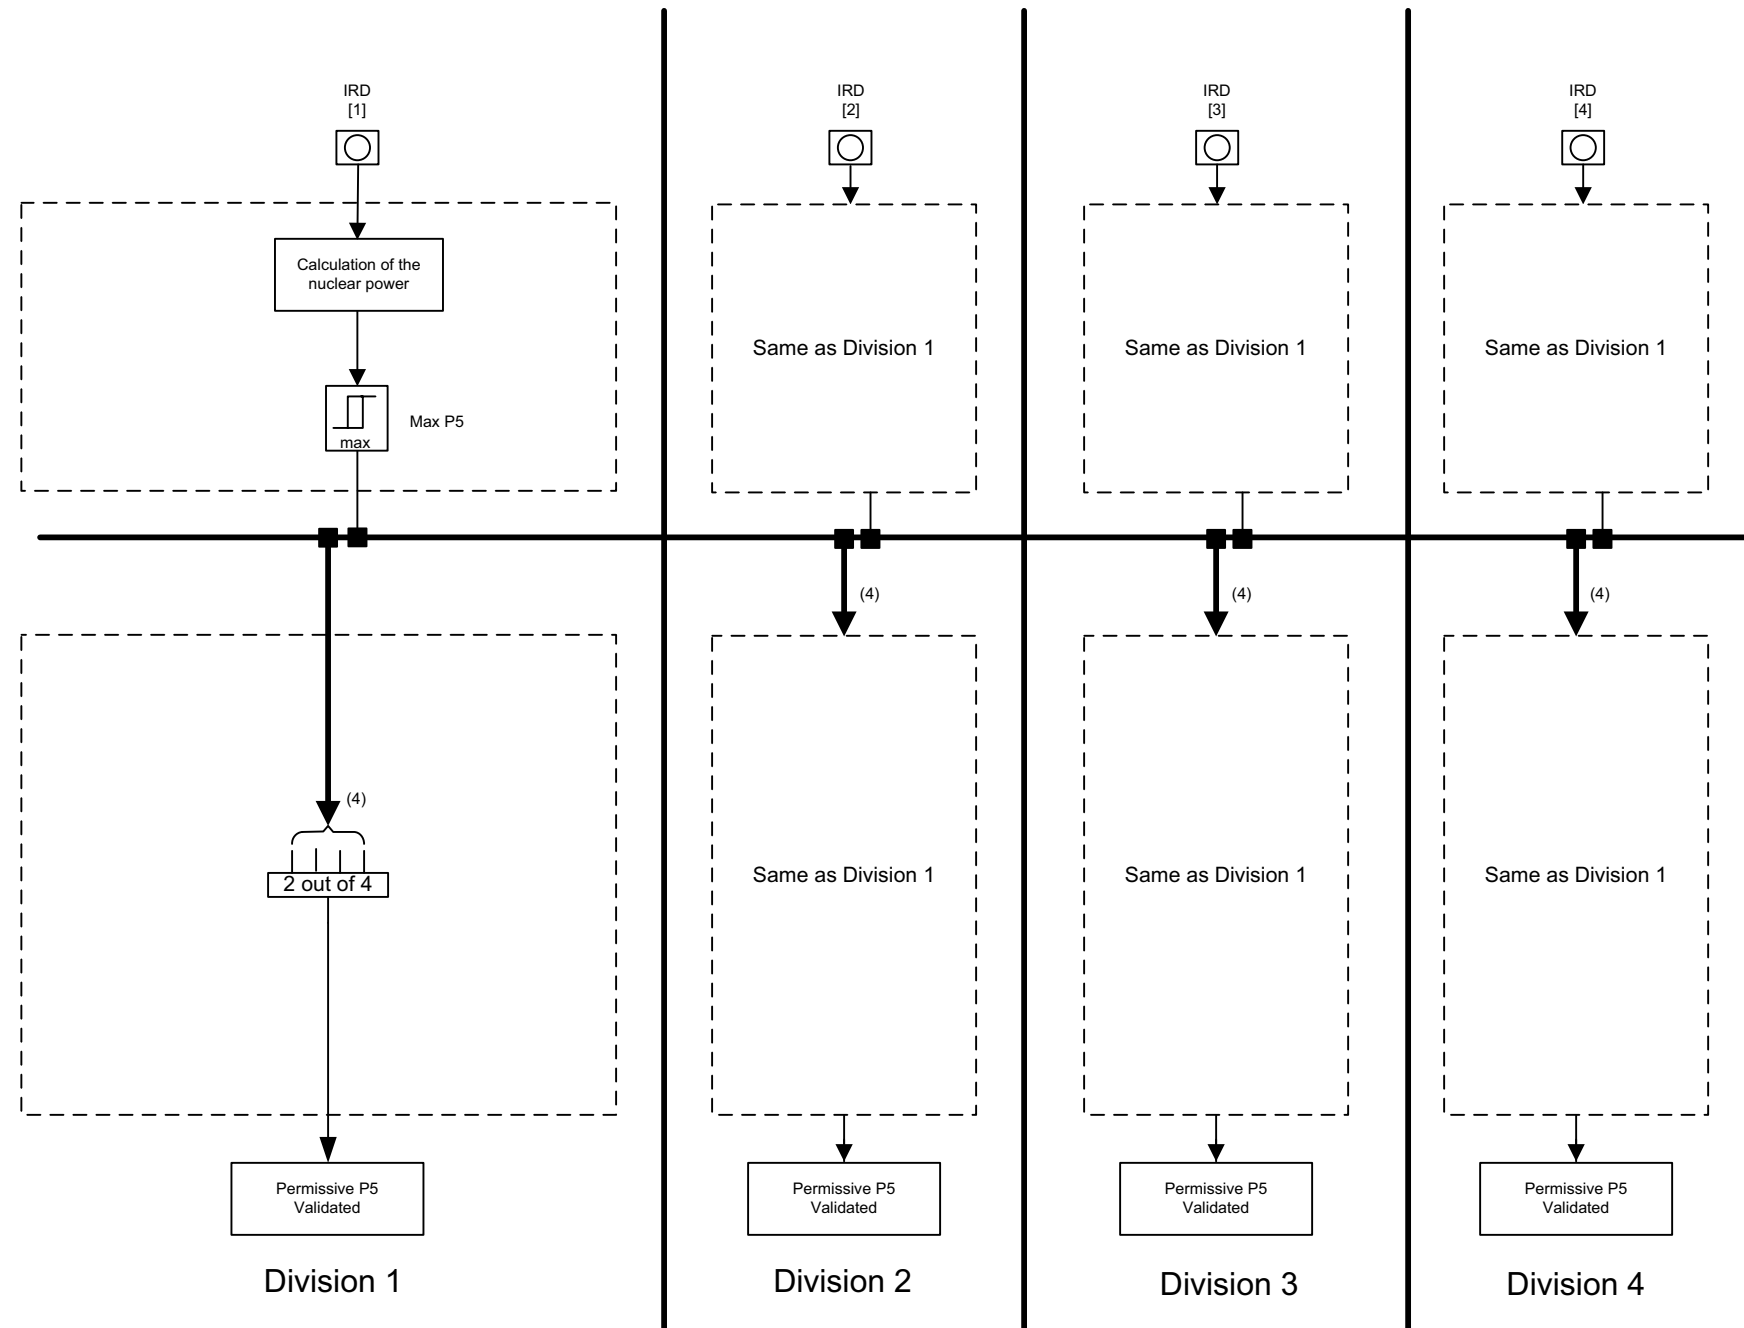 IRD
[1]
IRD
[2]
IRD
[3]
IRD
[4]
Calculation of the
nuclear power
Same as Division 1
Same as Division 1
Same as Division 1
Max P5
max
(4)
(4)
(4)
(4)
2 out of 4
Same as Division 1
Same as Division 1
Same as Division 1
Permissive P5
Validated
Permissive P5
Validated
Permissive P5
Validated
Permissive P5
Validated
Division 1
Division 2
Division 3
Division 4